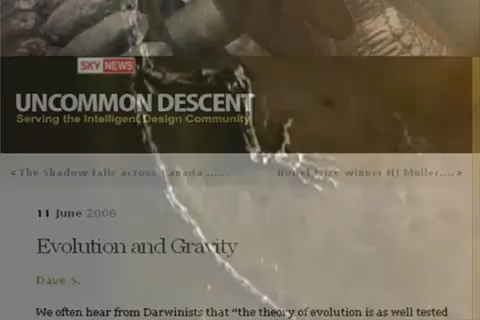 SKY NEWS
UNCOMMON DESCENT
Serving the Intelligent Design Community
« The Shadow falls across Canada ...... Nobel Prize winner HJ Muller.... »
11 June 2008
Evolution and Gravity
Dave S.
We often hear from Darwinists that “the theory of evolution is as well tested